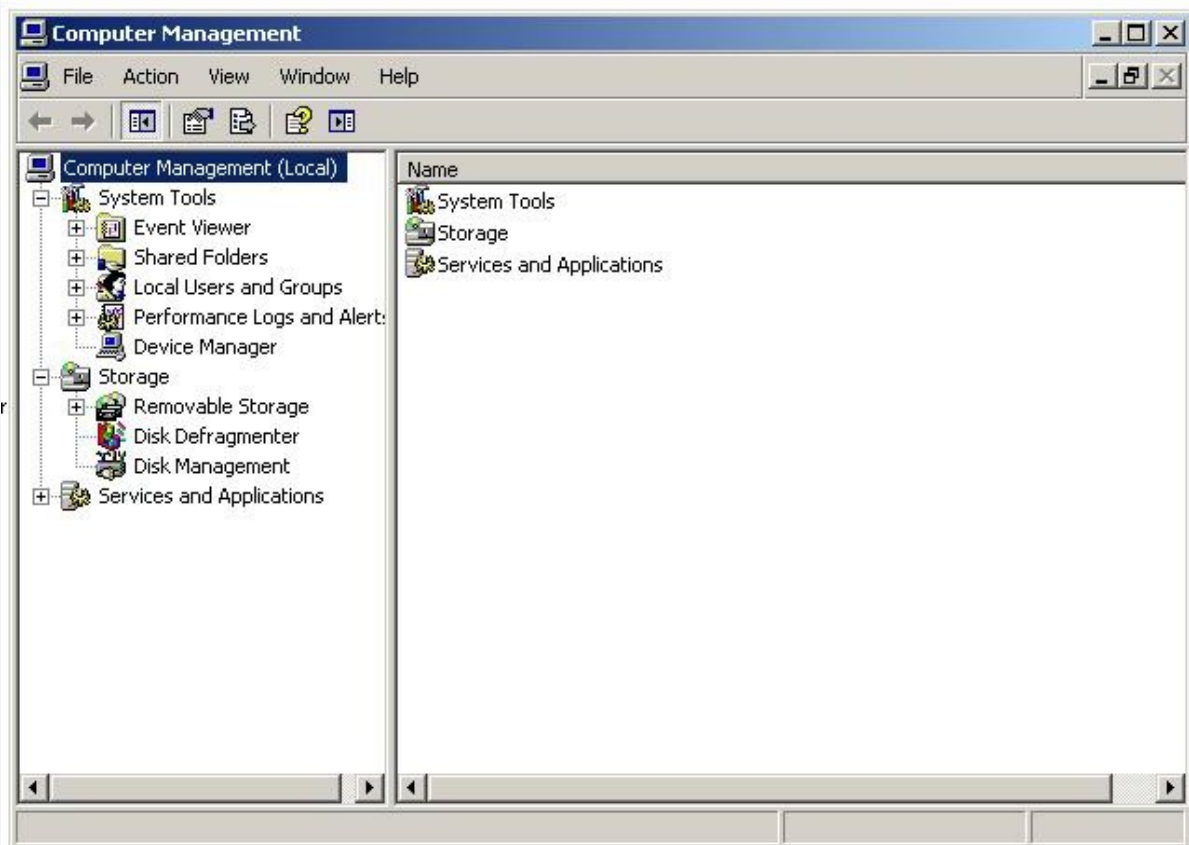 Computer Management
File Action View Window Help
Computer Management (Local)
System Tools
Event Viewer
Shared Folders
Local Users and Groups
Performance Logs and Alert
Device Manager
Storage
Removable Storage
Disk Defragmenter
Disk Management
Services and Applications
Name
System Tools
Storage
Services and Applications
r